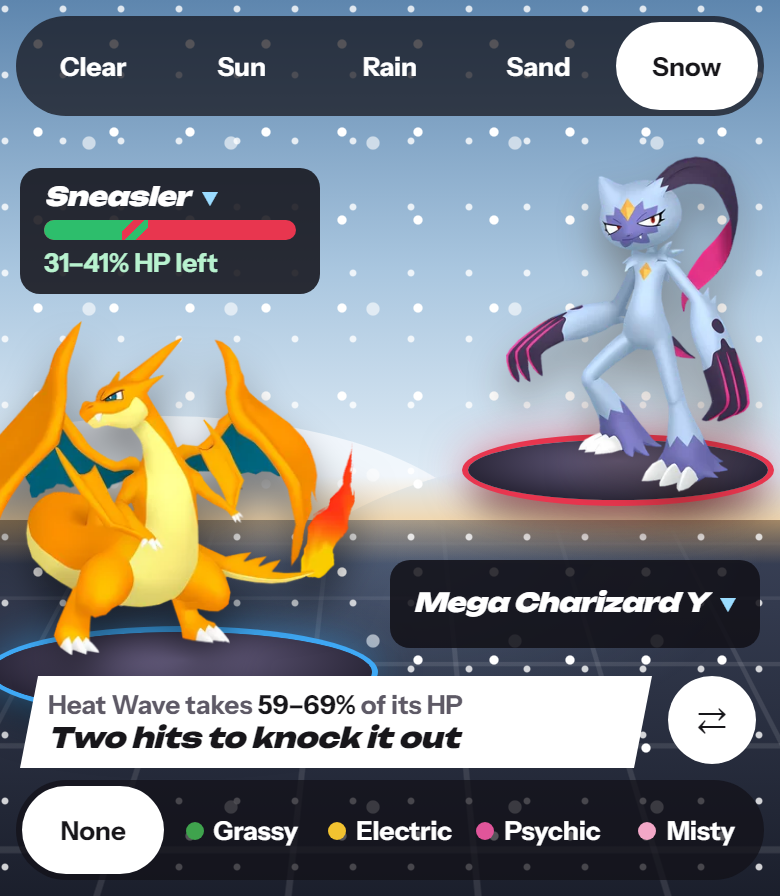 Clear Sun Rain Sand Snow
Sneasler
31–41% HP left
Mega Charizard Y
Heat Wave takes 59–69% of its HP
Two hits to knock it out
None Grassy Electric Psychic Misty